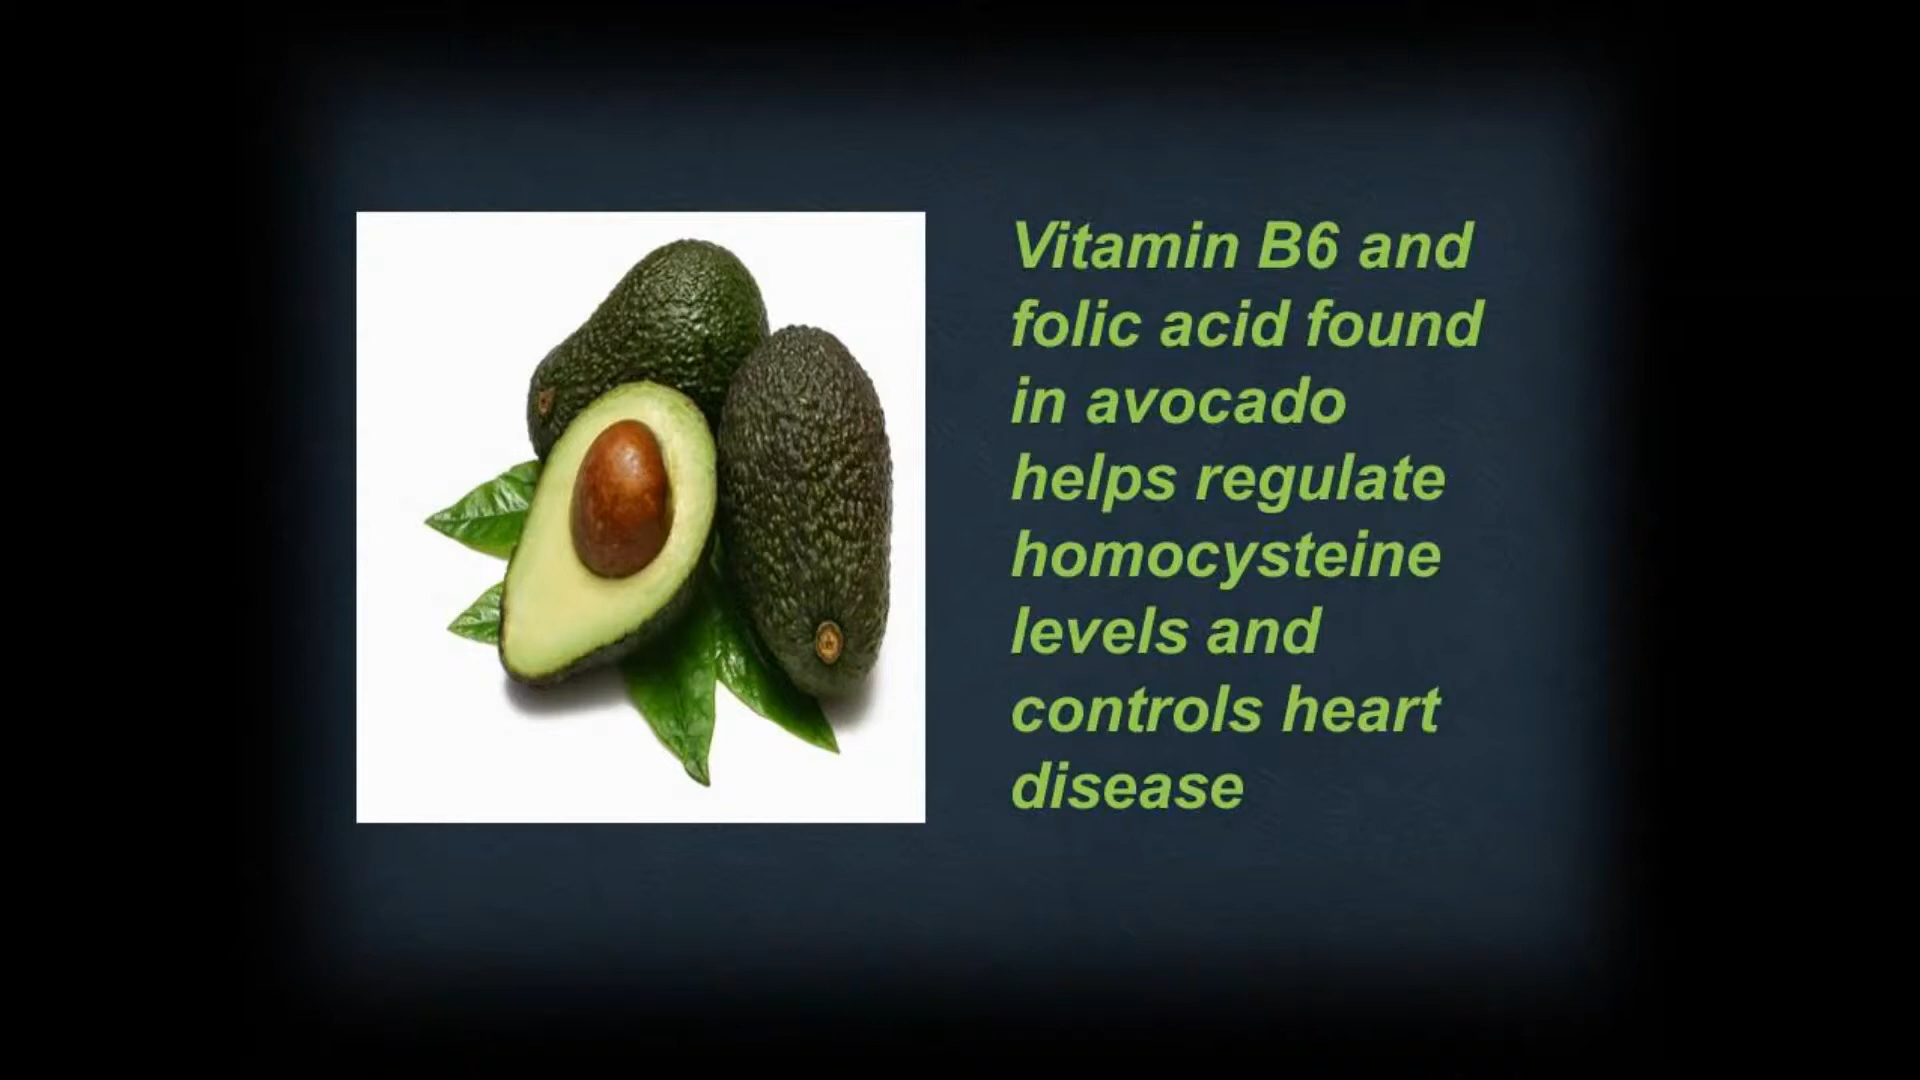 Vitamin B6 and
folic acid found
in avocado
helps regulate
homocysteine
levels and
controls heart
disease